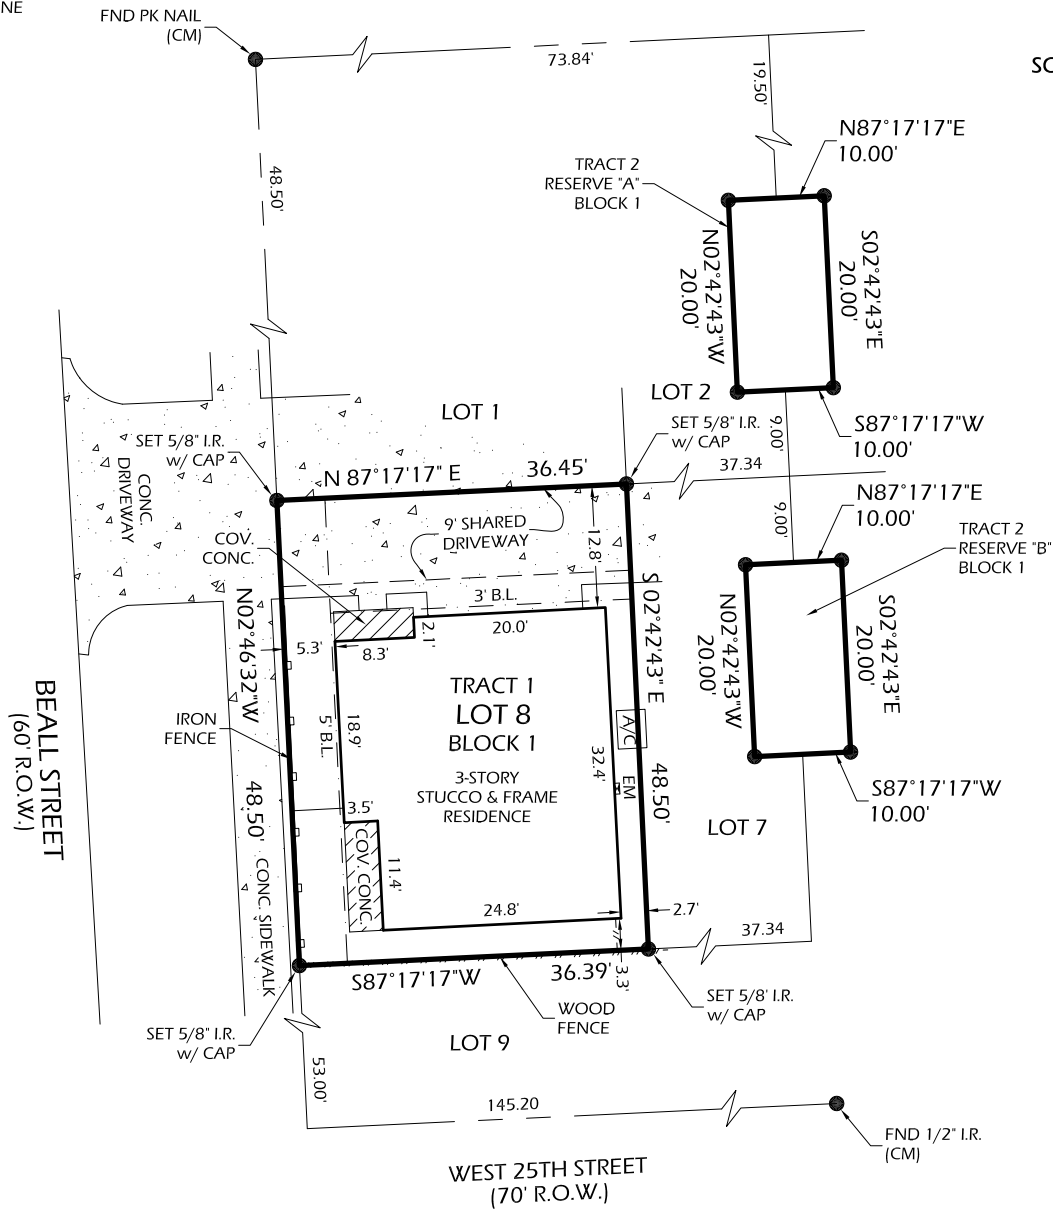 NE
FND PK NAIL
(CM)
73.84'
SC
19.50'
N87°17'17"E
10.00'
TRACT 2
RESERVE "A"
BLOCK 1
48.50'
N02°42'43"W
20.00'
S02°42'43"E
20.00'
LOT 1
LOT 2
SET 5/8" I.R.
w/ CAP
S87°17'17"W
10.00'
9.00'
SET 5/8" I.R.
w/ CAP
N 87°17'17" E
36.45'
37.34
N87°17'17"E
10.00'
CONC.
DRIVEWAY
9' SHARED
DRIVEWAY
COV.
CONC.
12.8'
9.00'
TRACT 2
RESERVE "B"
BLOCK 1
3' B.L.
S 02°42'43" E
N02°46'32"W
2.1'
20.0'
5.3'
8.3'
N02°42'43"W
20.00'
S02°42'43"E
20.00'
TRACT 1
LOT 8
BLOCK 1
BEALL STREET
(60' R.O.W.)
IRON
FENCE
5' B.L.
18.9'
A/C
32.4'
EM
48.50'
3-STORY
STUCCO & FRAME
RESIDENCE
48.50'
3.5'
S87°17'17"W
10.00'
LOT 7
COV. CONC.
11.4'
CONC. SIDEWALK
24.8'
2.7'
37.34
S87°17'17"W
36.39'
3.3'
SET 5/8' I.R.
w/ CAP
WOOD
FENCE
SET 5/8" I.R.
w/ CAP
LOT 9
53.00'
145.20
FND 1/2" I.R.
(CM)
WEST 25TH STREET
(70' R.O.W.)